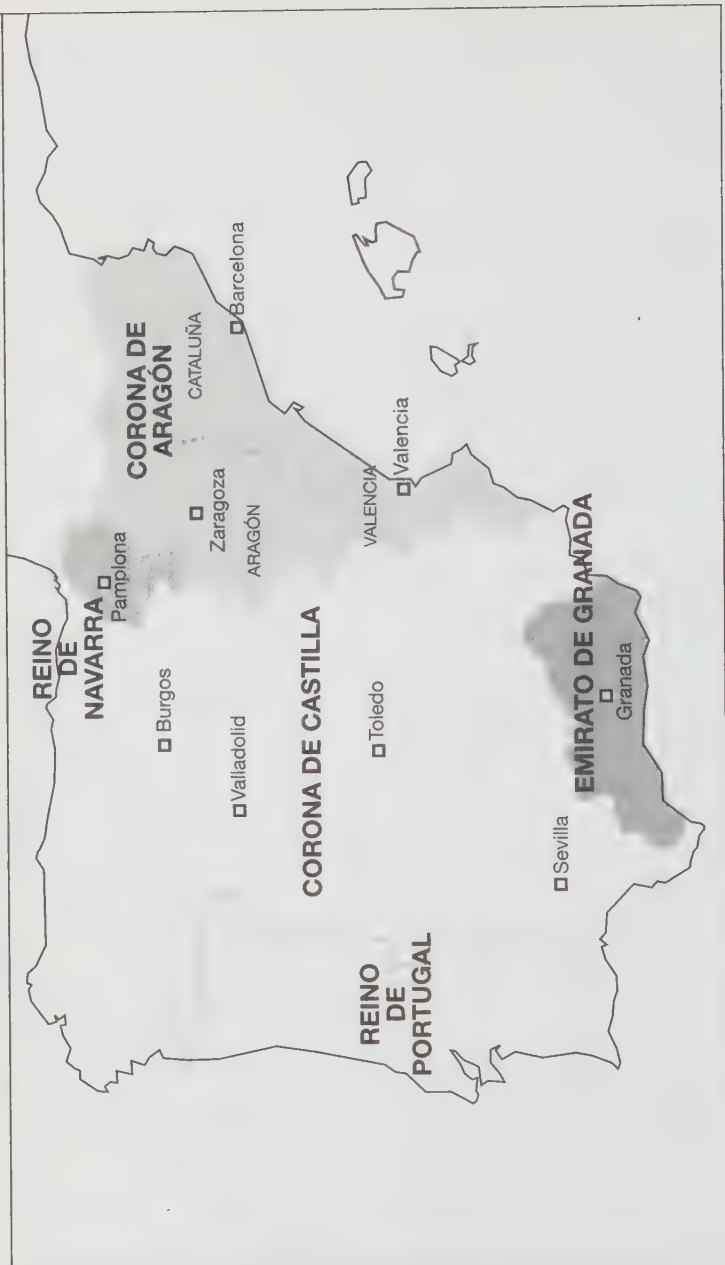 REINO
DE
NAVARRA
Pamplona
CORONA DE
ARAGÓN
CATALUÑA
Barcelona
Zaragoza
ARAGÓN
Burgos
Valladolid
CORONA DE CASTILLA
Toledo
VALENCIA
Valencia
REINO
DE
PORTUGAL
Sevilla
EMIRATO DE GRANADA
Granada